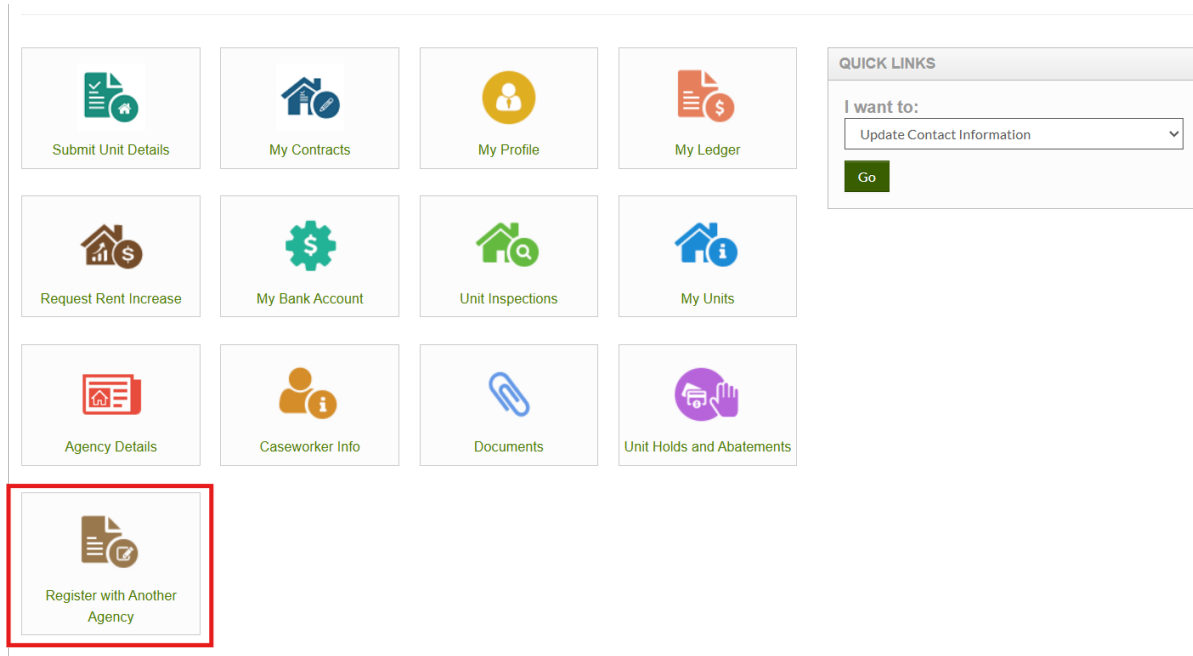 Submit Unit Details
My Contracts
My Profile
My Ledger
QUICK LINKS
I want to:
Update Contact Information
Go
Request Rent Increase
My Bank Account
Unit Inspections
My Units
Agency Details
Caseworker Info
Documents
Unit Holds and Abatements
Register with Another
Agency